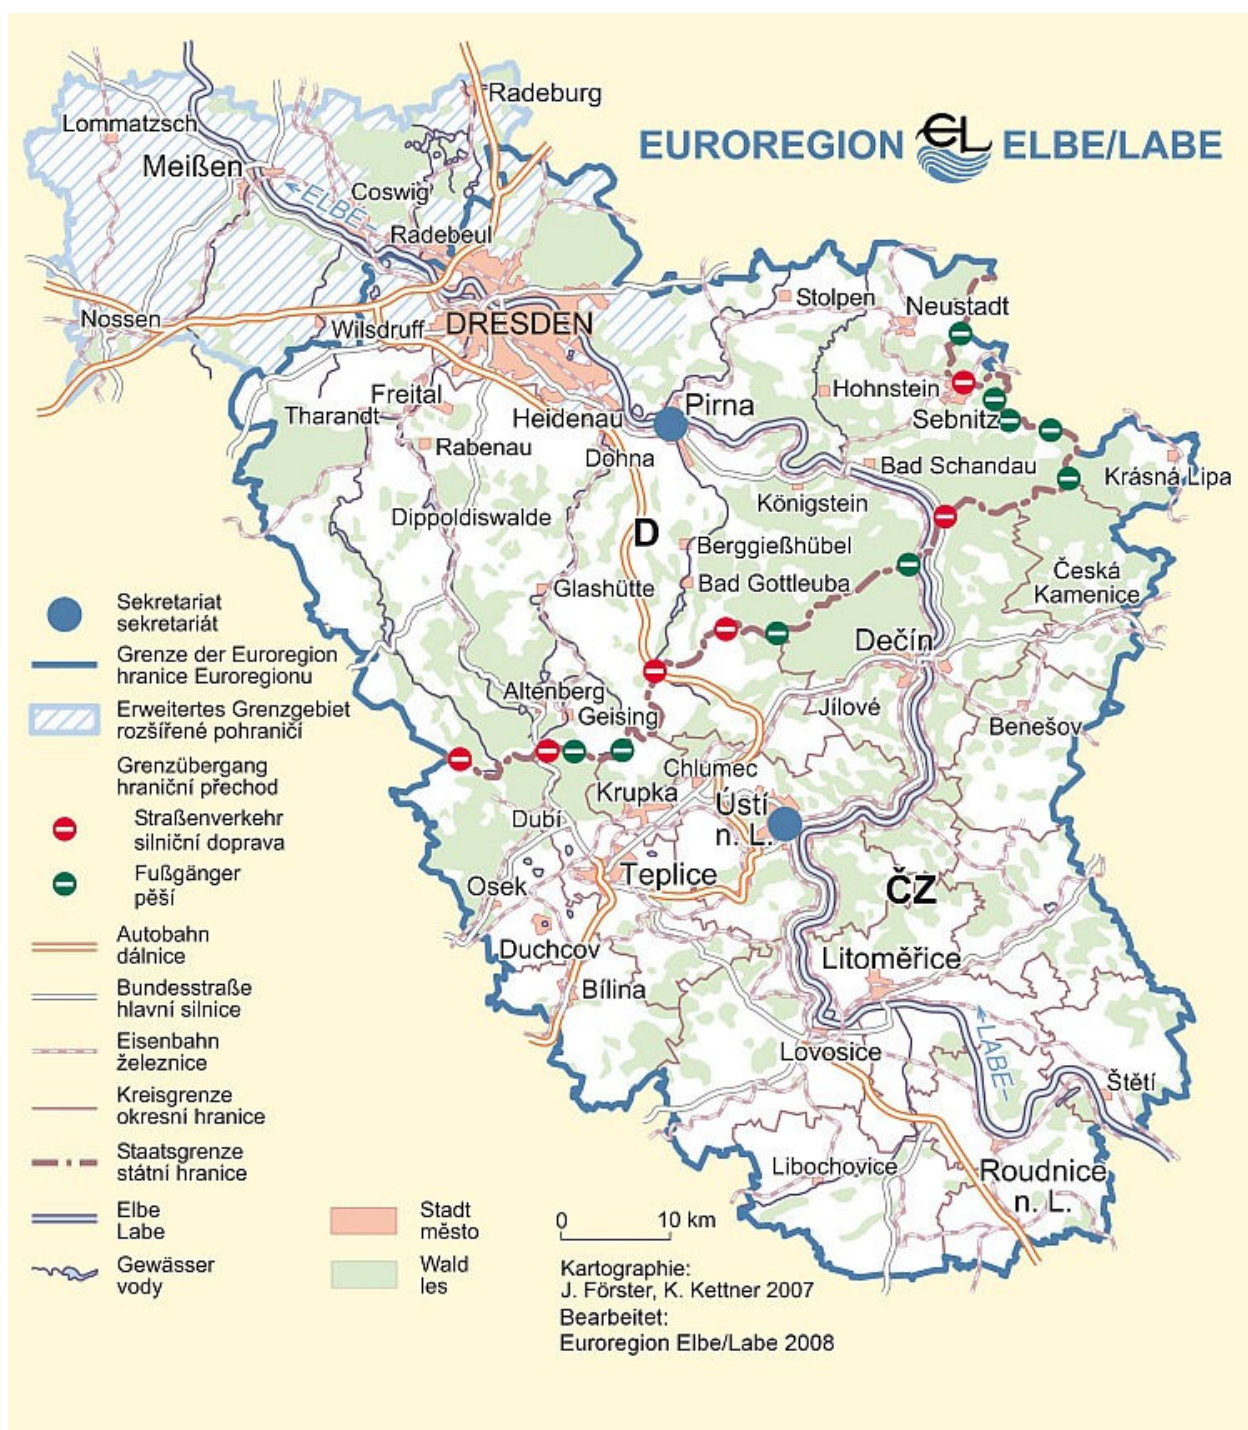 EUROREGION EL ELBE/LABE
Radeburg
Lommatzsch
Meißen
Coswig
ELBE
Radebeul
Stolpen
Neustadt
Nossen
Wilsdruff
DRESDEN
Hohnstein
Freital
Pirna
Tharandt
Heidenau
Sebnitz
Rabenau
Dohna
Bad Schandau
Krásná Lipa
Königstein
Dippoldiswalde
D
Berggießhübel
Glashütte
Bad Gottleuba
Česká
Kamenice
Děčín
Altenberg
Geising
Jílové
Benešov
Chlumec
Krupka
Ústí
n. L.
Dubí
Teplice
Osek
ČZ
Duchcov
Litoměřice
Bílina
LABE
Lovosice
Štětí
Libochovice
Roudnice
n. L.
Sekretariat
sekretariát
Grenze der Euroregion
hranice Euroregionu
Erweitertes Grenzgebiet
rozšířené pohraničí
Grenzübergang
hraniční přechod
Straßenverkehr
silniční doprava
Fußgänger
pěší
Autobahn
dálnice
Bundesstraße
hlavní silnice
Eisenbahn
železnice
Kreisgrenze
okresní hranice
Staatsgrenze
státní hranice
Elbe
Labe
Gewässer
vody
Stadt
město
Wald
les
0 10 km
Kartographie:
J. Förster, K. Kettner 2007
Bearbeitet:
Euroregion Elbe/Labe 2008